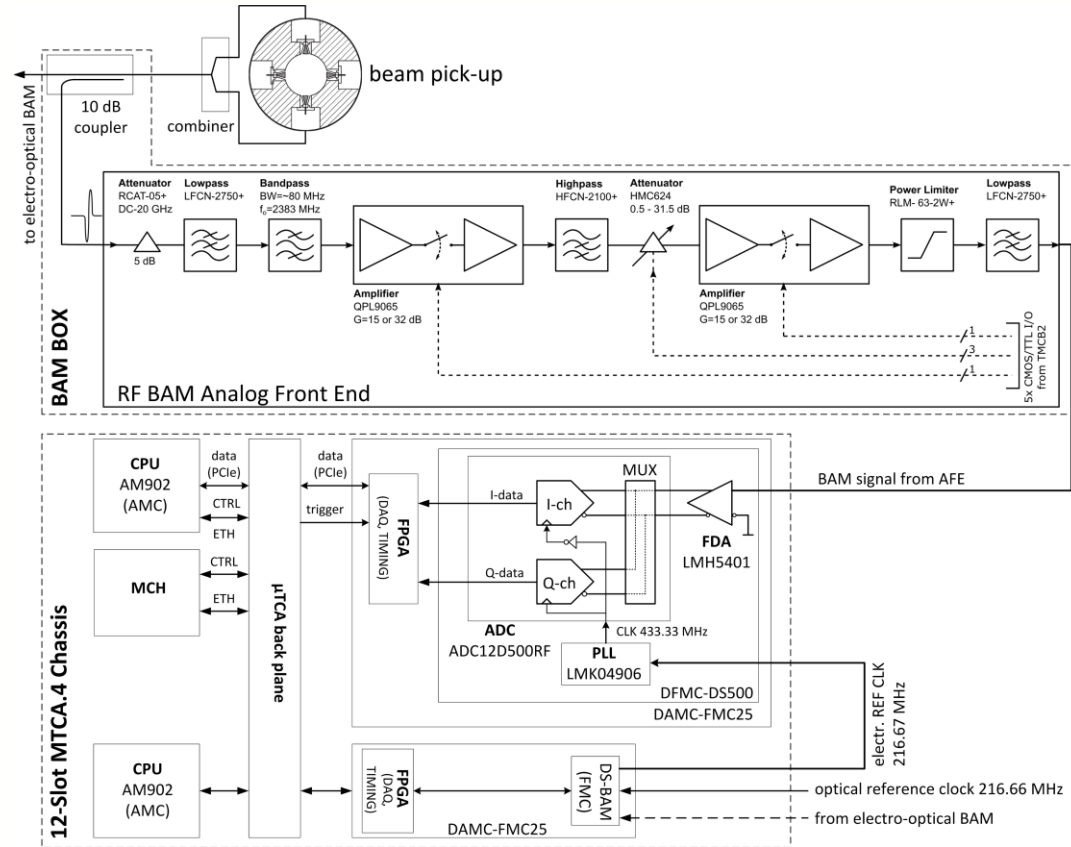 beam pick-up
10 dB
coupler
combiner
to electro-optical BAM
Attenuator
RCAT-05+
DC-20 GHz
5 dB
Lowpass
LFCN-2750+
Bandpass
BW=~80 MHz
f₀=2383 MHz
Amplifier
QPL9065
G=15 or 32 dB
Highpass
HFCN-2100+
Attenuator
HMC624
0.5 - 31.5 dB
Amplifier
QPL9065
G=15 or 32 dB
Power Limiter
RLM- 63-2W+
Lowpass
LFCN-2750+
1
3
1
5x CMOS/TTL I/O
from TMCB2
BAM BOX
RF BAM Analog Front End
12-Slot MTCA.4 Chassis
CPU
AM902
(AMC)
data
(PCIe)
CTRL
ETH
MCH
CTRL
ETH
μTCA back plane
data
(PCIe)
trigger
FPGA
(DAQ, TIMING)
I-data
Q-data
I-ch
Q-ch
MUX
FDA
LMH5401
BAM signal from AFE
ADC
ADC12D500RF
CLK 433.33 MHz
PLL
LMK04906
DFMC-DS500
DAMC-FMC25
electr. REF CLK
216.67 MHz
CPU
AM902
(AMC)
FPGA
(DAQ,
TIMING)
DS-BAM
(FMC)
DAMC-FMC25
optical reference clock 216.66 MHz
from electro-optical BAM